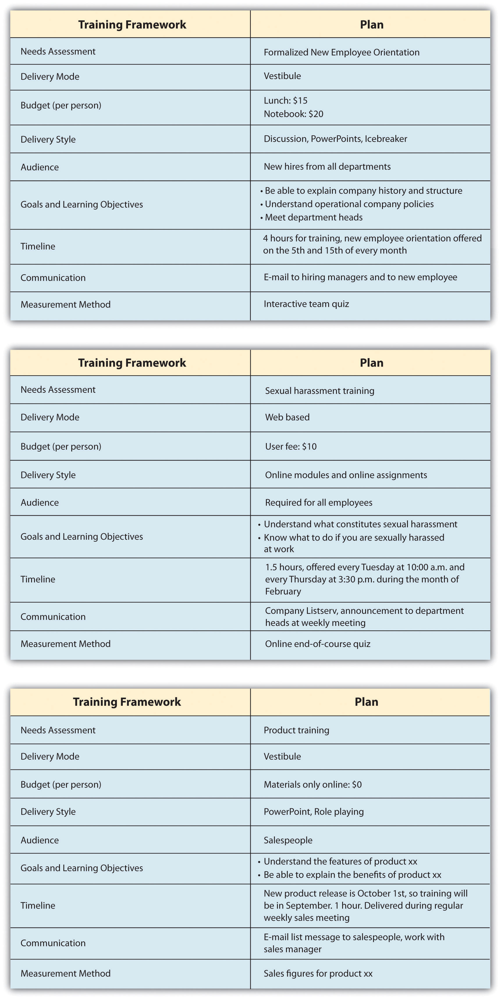 Training Framework Plan
Needs Assessment Formalized New Employee Orientation
Delivery Mode Vestibule
Budget (per person) Lunch: $15
Notebook: $20
Delivery Style Discussion, PowerPoints, Icebreaker
Audience New hires from all departments
Goals and Learning Objectives • Be able to explain company history and structure
• Understand operational company policies
• Meet department heads
Timeline 4 hours for training, new employee orientation offered
on the 5th and 15th of every month
Communication E-mail to hiring managers and to new employee
Measurement Method Interactive team quiz
Training Framework Plan
Needs Assessment Sexual harassment training
Delivery Mode Web based
Budget (per person) User fee: $10
Delivery Style Online modules and online assignments
Audience Required for all employees
Goals and Learning Objectives • Understand what constitutes sexual harassment
• Know what to do if you are sexually harassed
at work
Timeline 1.5 hours, offered every Tuesday at 10:00 a.m. and
every Thursday at 3:30 p.m. during the month of
February
Communication Company Listserv, announcement to department
heads at weekly meeting
Measurement Method Online end-of-course quiz
Training Framework Plan
Needs Assessment Product training
Delivery Mode Vestibule
Budget (per person) Materials only online: $0
Delivery Style PowerPoint, Role playing
Audience Salespeople
Goals and Learning Objectives • Understand the features of product xx
• Be able to explain the benefits of product xx
Timeline New product release is October 1st, so training will
be in September. 1 hour. Delivered during regular
weekly sales meeting
Communication E-mail list message to salespeople, work with
sales manager
Measurement Method Sales figures for product xx